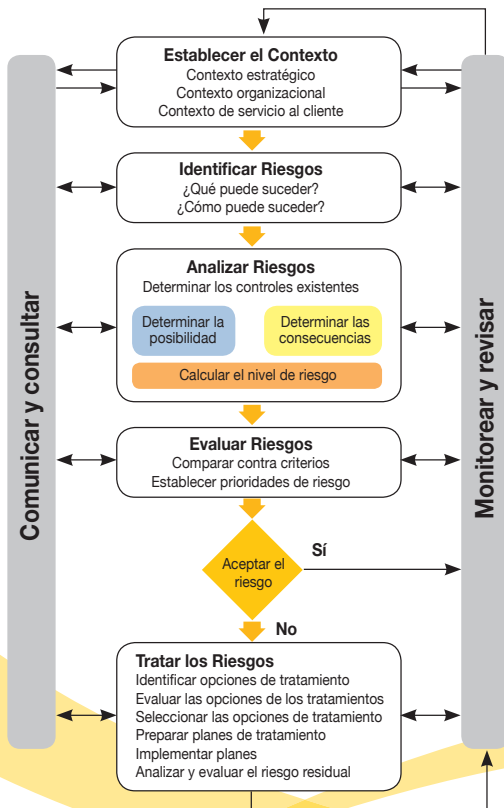 Establecer el Contexto
Contexto estratégico
Contexto organizacional
Contexto de servicio al cliente
Identificar Riesgos
¿Qué puede suceder?
¿Cómo puede suceder?
Analizar Riesgos
Determinar los controles existentes
Determinar la
posibilidad
Determinar las
consecuencias
Calcular el nivel de riesgo
Evaluar Riesgos
Comparar contra criterios
Establecer prioridades de riesgo
Aceptar el
riesgo
Sí
No
Tratar los Riesgos
Identificar opciones de tratamiento
Evaluar las opciones de los tratamientos
Seleccionar las opciones de tratamiento
Preparar planes de tratamiento
Implementar planes
Analizar y evaluar el riesgo residual
Comunicar y consultar
Monitorear y revisar